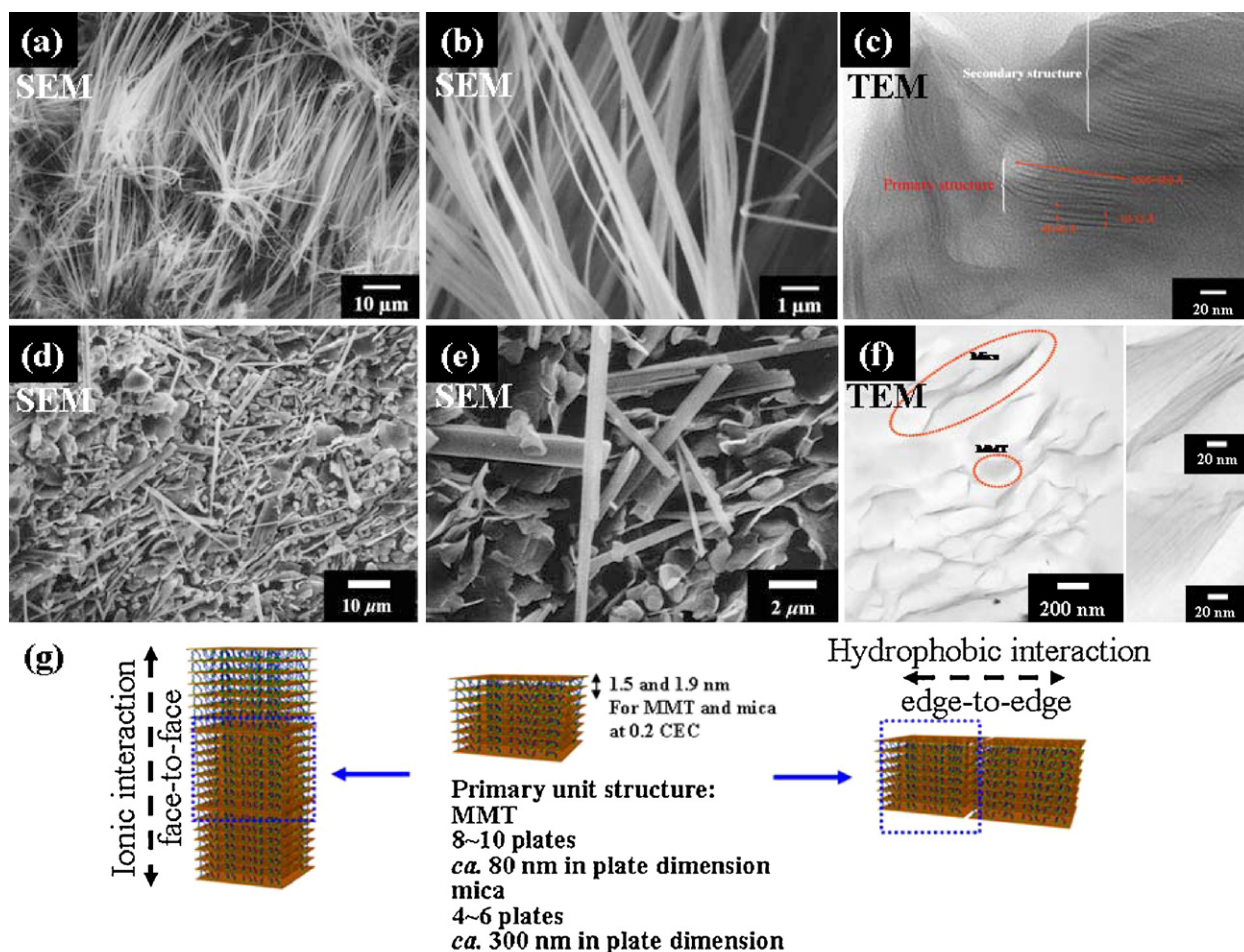 (a)
SEM
10 μm
(b)
SEM
1 μm
(c)
TEM
Secondary structure
Primary structure
20 nm
(d)
SEM
10 μm
(e)
SEM
2 μm
(f)
TEM
Mica
MMT
200 nm
20 nm
20 nm
(g)
Ionic interaction
face-to-face
1.5 and 1.9 nm
For MMT and mica
at 0.2 CEC
Primary unit structure:
MMT
8~10 plates
ca. 80 nm in plate dimension
mica
4~6 plates
ca. 300 nm in plate dimension
Hydrophobic interaction
edge-to-edge